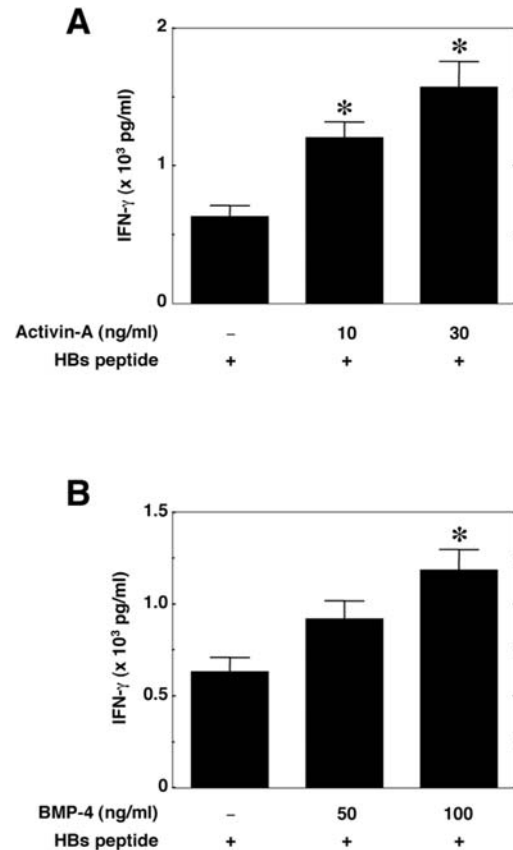 A
2
*
*
IFN-γ (x 10³ pg/ml)
1
0
Activin-A (ng/ml) – 10 30
HBs peptide + + +
B
1.5
*
IFN-γ (x 10³ pg/ml)
1.0
0.5
0
BMP-4 (ng/ml) – 50 100
HBs peptide + + +